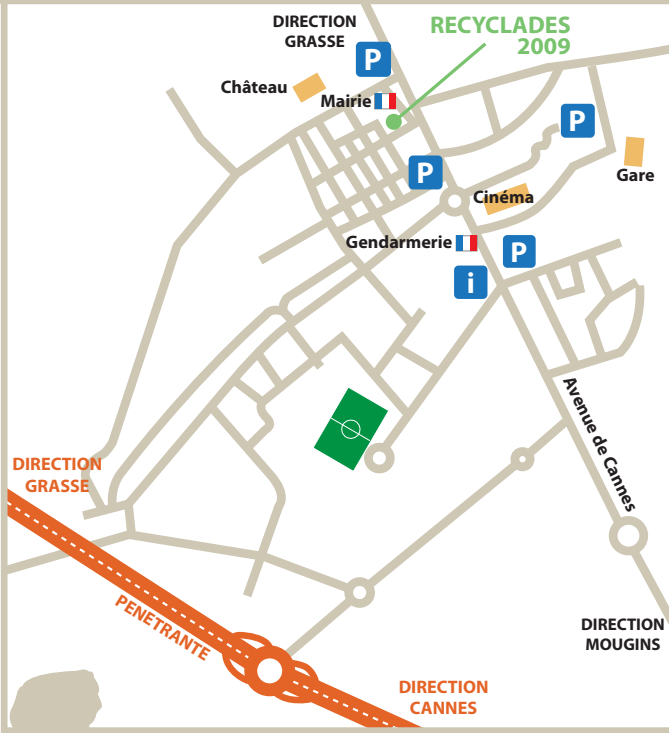 DIRECTION
GRASSE
RECYCLADES
2009
P
Château
Mairie
P
P
Gare
Cinéma
Gendarmerie
P
i
Avenue de Cannes
DIRECTION
GRASSE
PENETRANTE
DIRECTION
MOUGINS
DIRECTION
CANNES